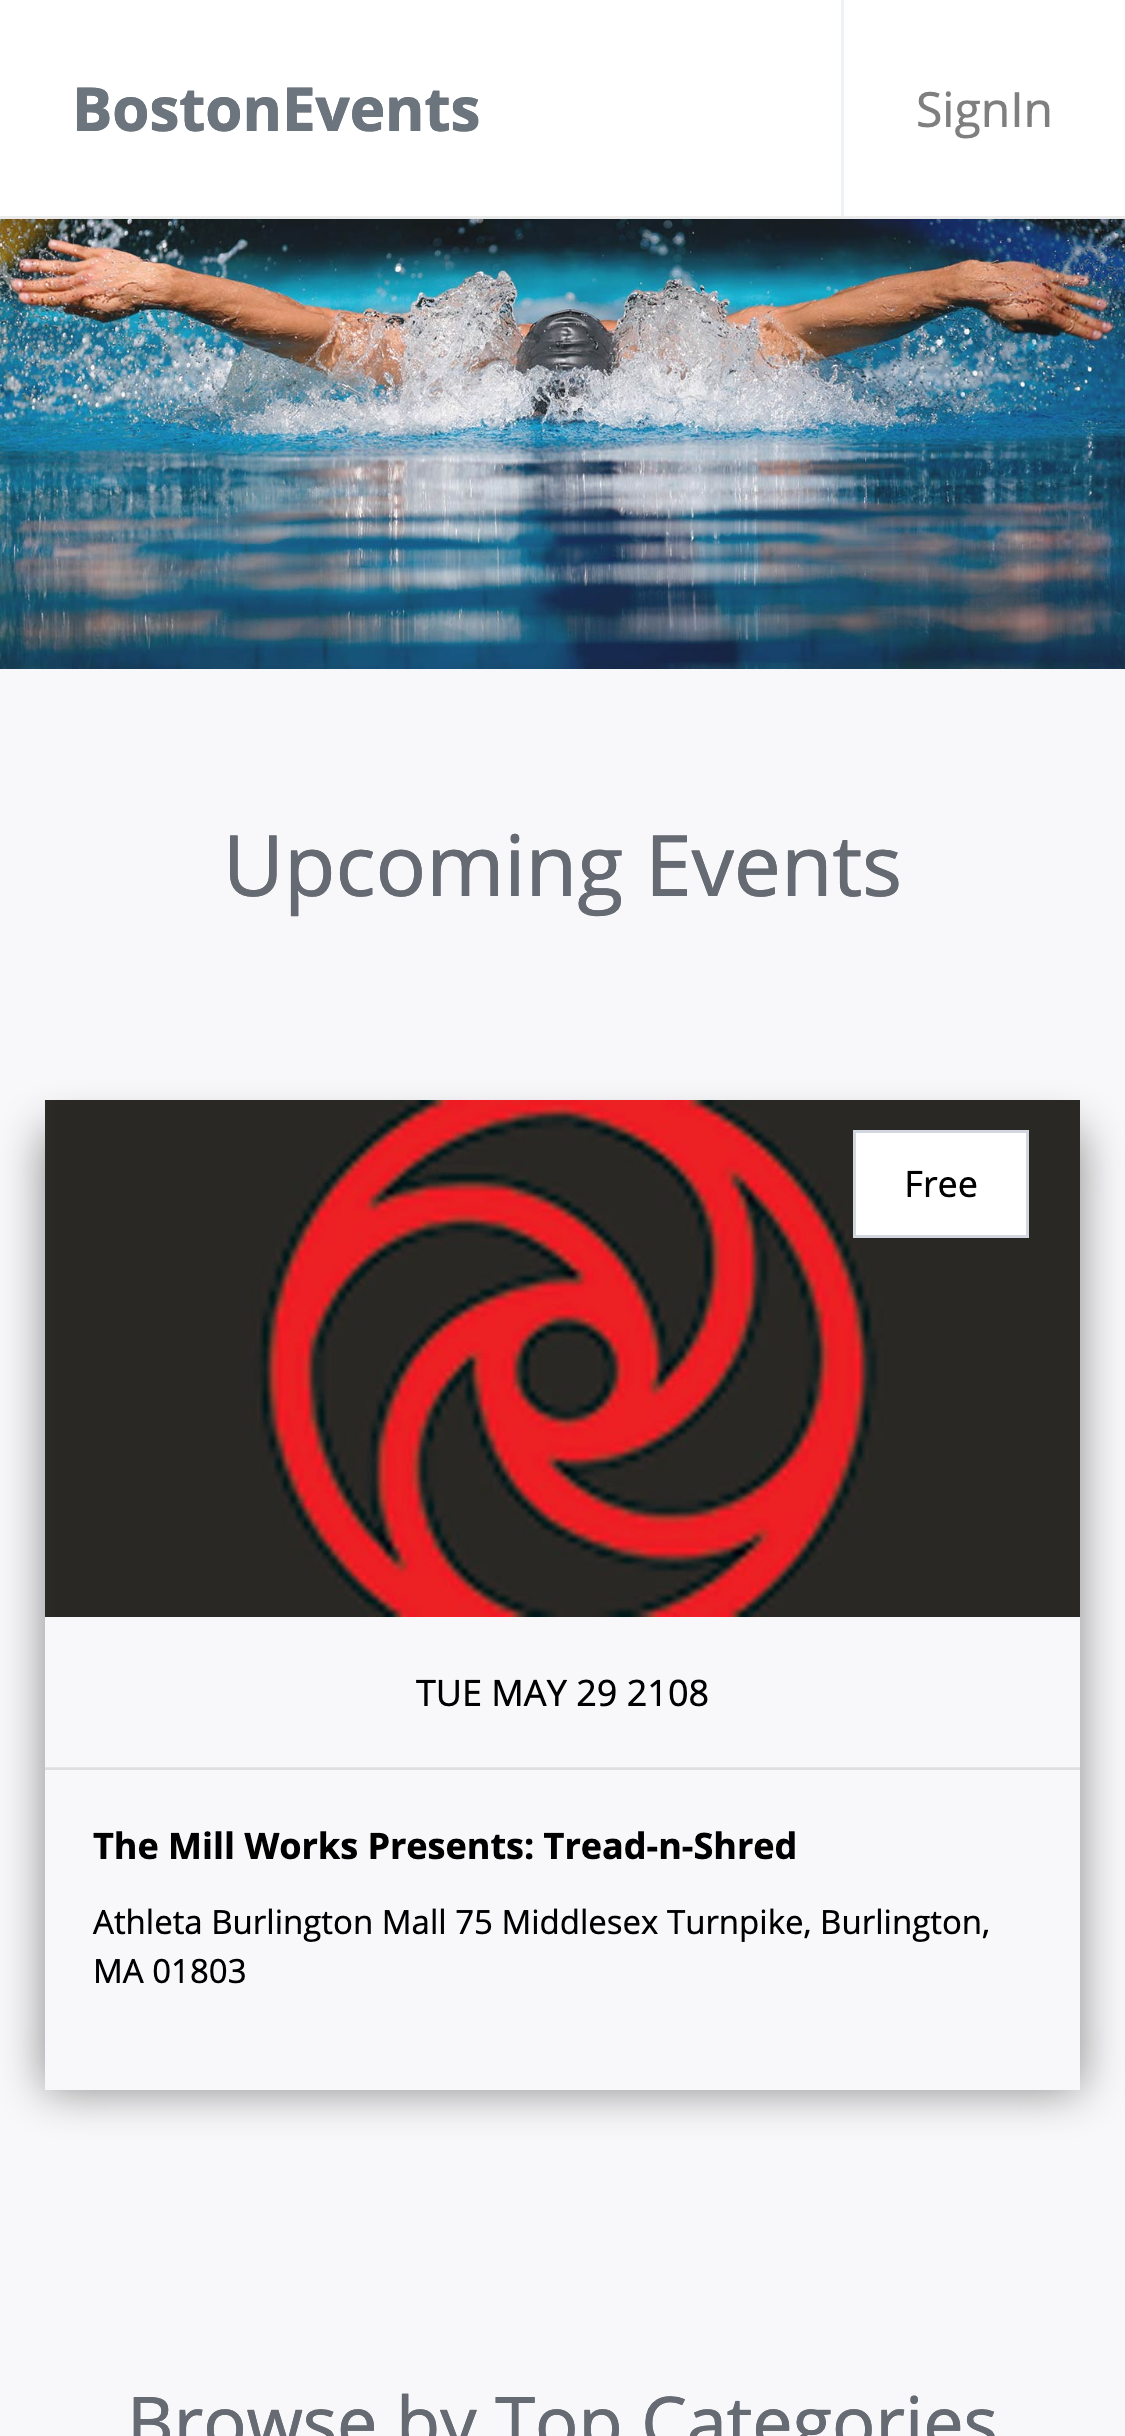 BostonEvents
SignIn
Upcoming Events
Free
TUE MAY 29 2108
The Mill Works Presents: Tread-n-Shred
Athleta Burlington Mall 75 Middlesex Turnpike, Burlington,
MA 01803
Browse by Top Categories